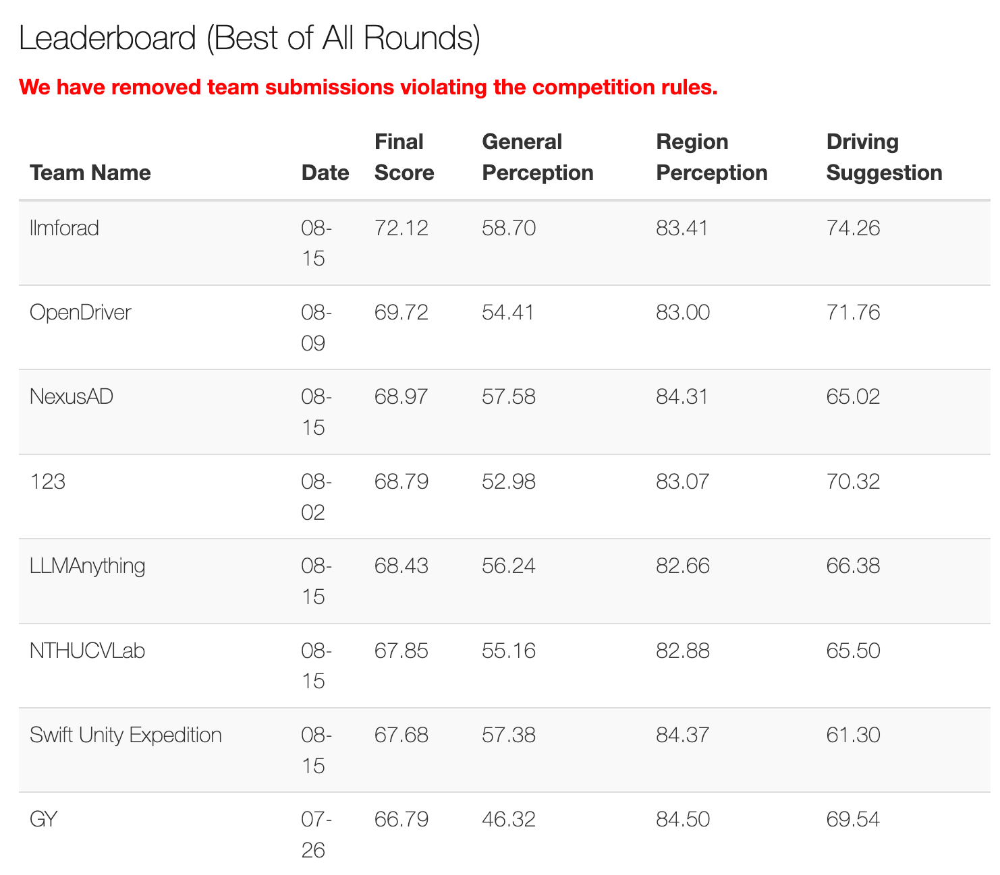 Leaderboard (Best of All Rounds)
We have removed team submissions violating the competition rules.
Team Name Date Final Score General Perception Region Perception Driving Suggestion
llmforad 08-15 72.12 58.70 83.41 74.26
OpenDriver 08-09 69.72 54.41 83.00 71.76
NexusAD 08-15 68.97 57.58 84.31 65.02
123 08-02 68.79 52.98 83.07 70.32
LLMAnything 08-15 68.43 56.24 82.66 66.38
NTHUCVLab 08-15 67.85 55.16 82.88 65.50
Swift Unity Expedition 08-15 67.68 57.38 84.37 61.30
GY 07-26 66.79 46.32 84.50 69.54